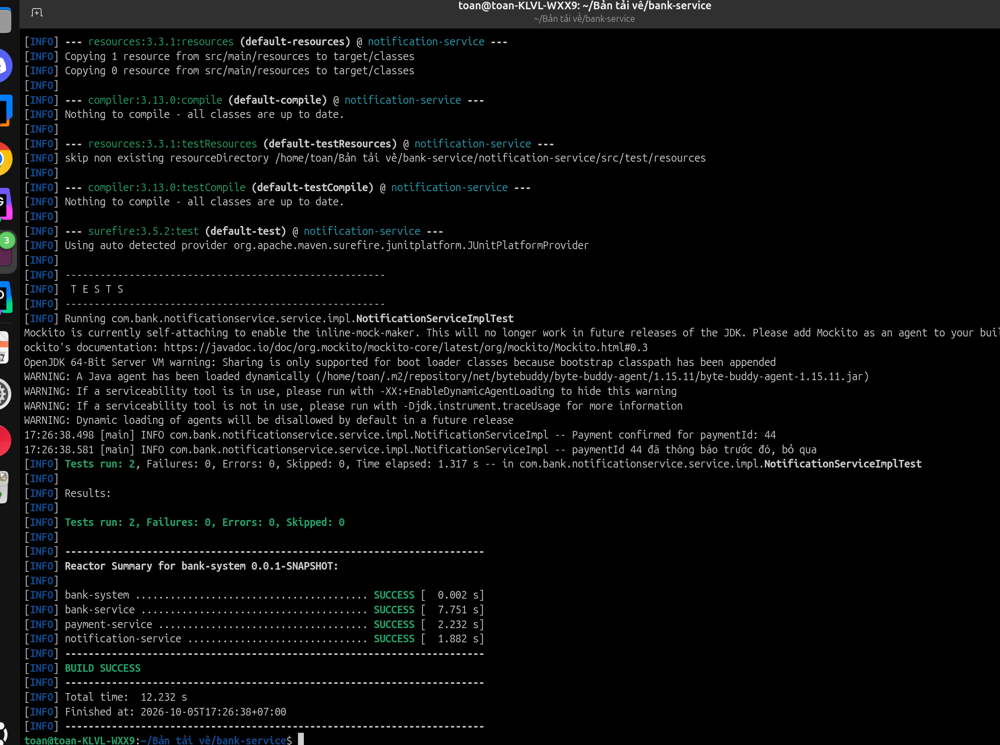 toan@toan-KLVL-WXX9: ~/Bản tải về/bank-service
~/Bản tải về/bank-service
[INFO] --- resources:3.3.1:resources (default-resources) @ notification-service ---
[INFO] Copying 1 resource from src/main/resources to target/classes
[INFO] Copying 0 resource from src/main/resources to target/classes
[INFO]
[INFO] --- compiler:3.13.0:compile (default-compile) @ notification-service ---
[INFO] Nothing to compile - all classes are up to date.
[INFO]
[INFO] --- resources:3.3.1:testResources (default-testResources) @ notification-service ---
[INFO] skip non existing resourceDirectory /home/toan/Bản tải về/bank-service/notification-service/src/test/resources
[INFO]
[INFO] --- compiler:3.13.0:testCompile (default-testCompile) @ notification-service ---
[INFO] Nothing to compile - all classes are up to date.
[INFO]
[INFO] --- surefire:3.5.2:test (default-test) @ notification-service ---
[INFO] Using auto detected provider org.apache.maven.surefire.junitplatform.JUnitPlatformProvider
[INFO]
[INFO] -------------------------------------------------------
[INFO]  T E S T S
[INFO] -------------------------------------------------------
[INFO] Running com.bank.notificationservice.service.impl.NotificationServiceImplTest
Mockito is currently self-attaching to enable the inline-mock-maker. This will no longer work in future releases of the JDK. Please add Mockito as an agent to your buil
ockito's documentation: https://javadoc.io/doc/org.mockito/mockito-core/latest/org/mockito/Mockito.html#0.3
OpenJDK 64-Bit Server VM warning: Sharing is only supported for boot loader classes because bootstrap classpath has been appended
WARNING: A Java agent has been loaded dynamically (/home/toan/.m2/repository/net/bytebuddy/byte-buddy-agent/1.15.11/byte-buddy-agent-1.15.11.jar)
WARNING: If a serviceability tool is in use, please run with -XX:+EnableDynamicAgentLoading to hide this warning
WARNING: If a serviceability tool is not in use, please run with -Djdk.instrument.traceUsage for more information
WARNING: Dynamic loading of agents will be disallowed by default in a future release
17:26:38.498 [main] INFO com.bank.notificationservice.service.impl.NotificationServiceImpl -- Payment confirmed for paymentId: 44
17:26:38.581 [main] INFO com.bank.notificationservice.service.impl.NotificationServiceImpl -- paymentId 44 đã thông báo trước đó, bỏ qua
[INFO] Tests run: 2, Failures: 0, Errors: 0, Skipped: 0, Time elapsed: 1.317 s -- in com.bank.notificationservice.service.impl.NotificationServiceImplTest
[INFO]
[INFO] Results:
[INFO]
[INFO] Tests run: 2, Failures: 0, Errors: 0, Skipped: 0
[INFO]
[INFO] ------------------------------------------------------------------------
[INFO] Reactor Summary for bank-system 0.0.1-SNAPSHOT:
[INFO]
[INFO] bank-system ........................................ SUCCESS [  0.002 s]
[INFO] bank-service ....................................... SUCCESS [  7.751 s]
[INFO] payment-service .................................... SUCCESS [  2.232 s]
[INFO] notification-service ............................... SUCCESS [  1.882 s]
[INFO] ------------------------------------------------------------------------
[INFO] BUILD SUCCESS
[INFO] ------------------------------------------------------------------------
[INFO] Total time:  12.232 s
[INFO] Finished at: 2026-10-05T17:26:38+07:00
[INFO] ------------------------------------------------------------------------
toan@toan-KLVL-WXX9:~/Bản tải về/bank-service$
3